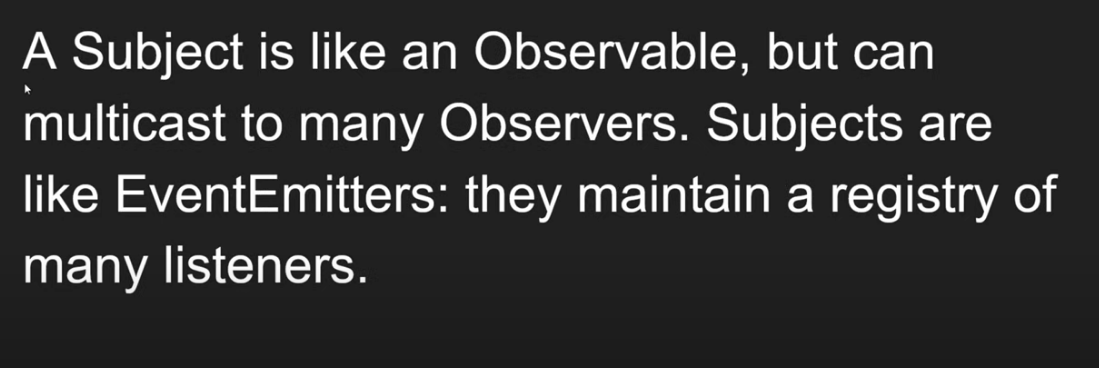 A Subject is like an Observable, but can
multicast to many Observers. Subjects are
like EventEmitters: they maintain a registry of
many listeners.